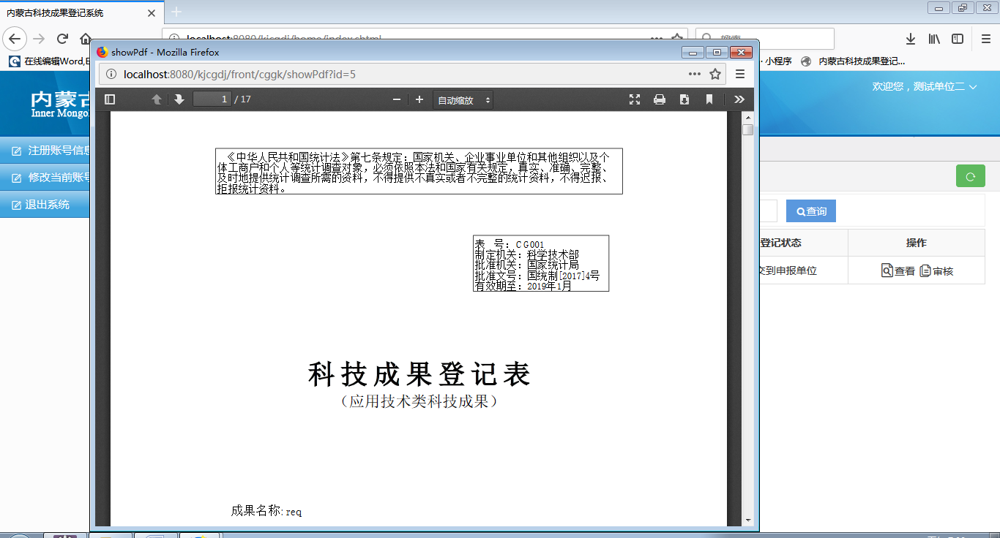 内蒙古科技成果登记系统
localhost:8080/kjcgdj/home/index.shtml
搜索
在线编辑Word,E
小程序
内蒙古科技成果登记...
showPdf - Mozilla Firefox
localhost:8080/kjcgdj/front/cggk/showPdf?id=5
1 / 17
自动缩放
内蒙古
Inner Mongo
欢迎您，测试单位二
注册账号信息
修改当前账号
退出系统
《中华人民共和国统计法》第七条规定：国家机关、企业事业单位和其他组织以及个
体工商户和个人等统计调查对象，必须依照本法和国家有关规定，真实、准确、完整、
及时地提供统计调查所需的资料，不得提供不真实或者不完整的统计资料，不得迟报、
拒报统计资料。
表 号：CG001
制定机关：科学技术部
批准机关：国家统计局
批准文号：国统制[2017]4号
有效期至：2019年1月
科技成果登记表
（应用技术类科技成果）
成果名称: req
查询
登记状态
操作
交到申报单位
查看
审核